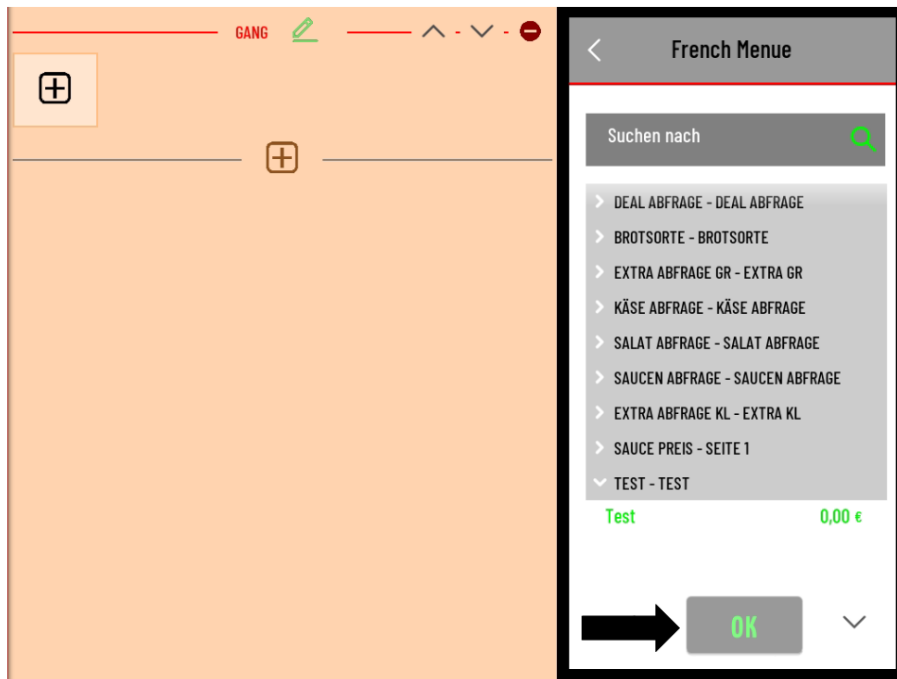 GANG
French Menue
Suchen nach
DEAL ABFRAGE - DEAL ABFRAGE
BROTSORTE - BROTSORTE
EXTRA ABFRAGE GR - EXTRA GR
KÄSE ABFRAGE - KÄSE ABFRAGE
SALAT ABFRAGE - SALAT ABFRAGE
SAUCEN ABFRAGE - SAUCEN ABFRAGE
EXTRA ABFRAGE KL - EXTRA KL
SAUCE PREIS - SEITE 1
TEST - TEST
Test 0,00 €
OK